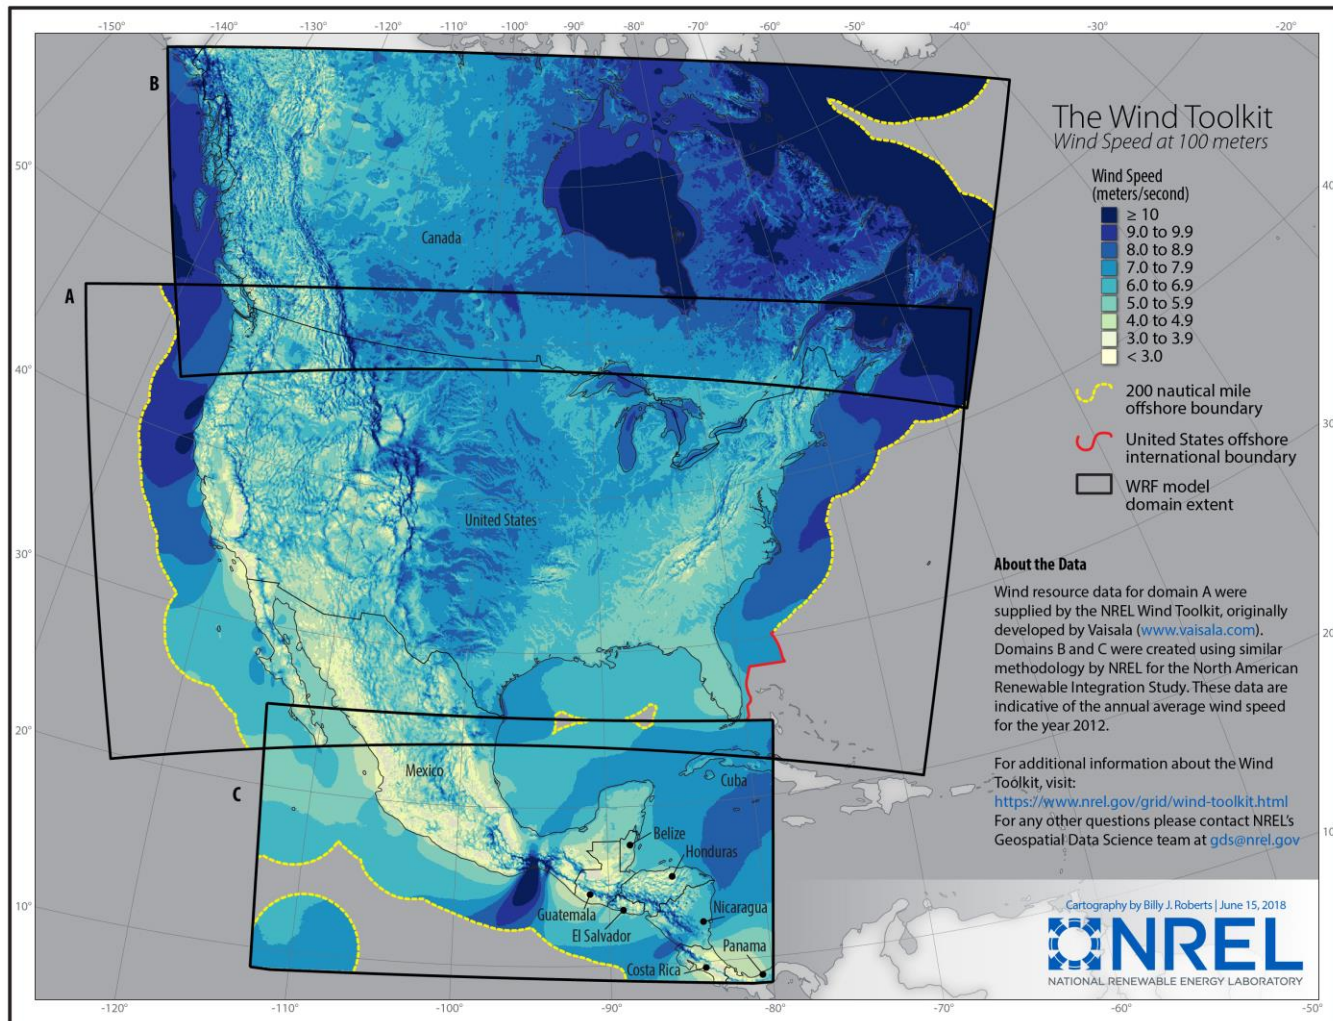 -150°
-140°
-130°
-120°
-110°
-100°
-90°
-80°
-70°
-60°
-50°
-40°
-30°
-20°
B
50°
The Wind Toolkit
Wind Speed at 100 meters
Wind Speed
(meters/second)
≥ 10
9.0 to 9.9
8.0 to 8.9
7.0 to 7.9
6.0 to 6.9
5.0 to 5.9
4.0 to 4.9
3.0 to 3.9
< 3.0
40°
Canada
A
40°
200 nautical mile
offshore boundary
30°
United States offshore
international boundary
WRF model
domain extent
United States
30°
About the Data
Wind resource data for domain A were
supplied by the NREL Wind Toolkit, originally
developed by Vaisala (www.vaisala.com).
Domains B and C were created using similar
methodology by NREL for the North American
Renewable Integration Study. These data are
indicative of the annual average wind speed
for the year 2012.
20°
20°
For additional information about the Wind
Toolkit, visit:
https://www.nrel.gov/grid/wind-toolkit.html
For any other questions please contact NREL's
Geospatial Data Science team at gds@nrel.gov
10°
Mexico
Cuba
C
Belize
Honduras
10°
Guatemala
Nicaragua
El Salvador
Panama
Costa Rica
Cartography by Billy J. Roberts | June 15, 2018
NREL
NATIONAL RENEWABLE ENERGY LABORATORY
-120°
-110°
-100°
-90°
-80°
-70°
-60°
-50°